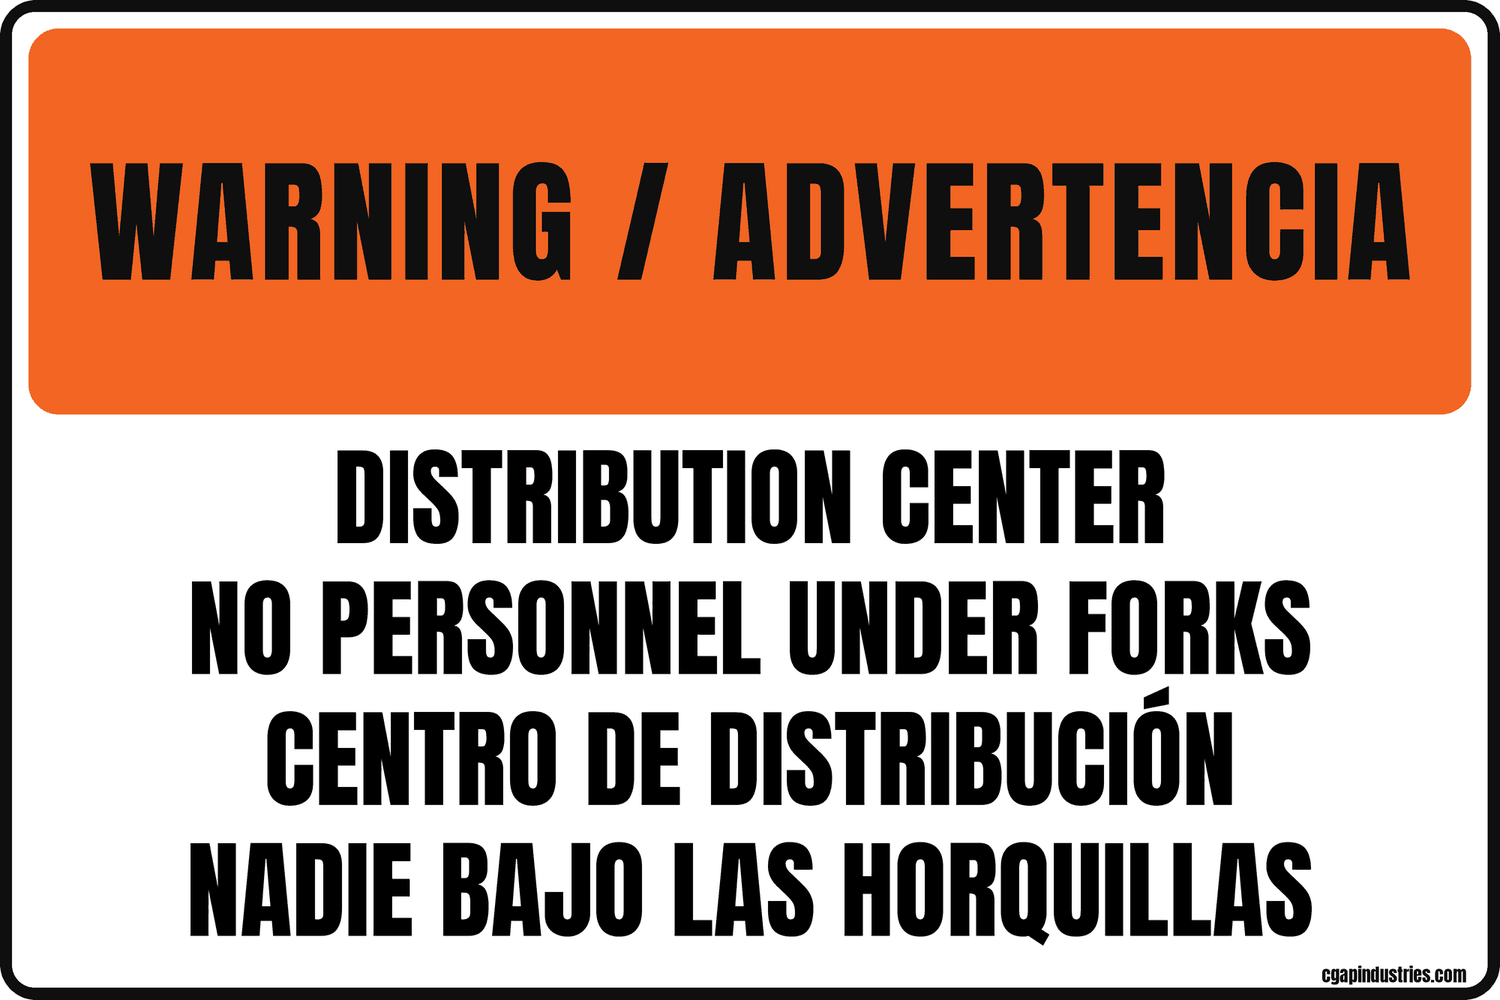 WARNING / ADVERTENCIA
DISTRIBUTION CENTER
NO PERSONNEL UNDER FORKS
CENTRO DE DISTRIBUCIÓN
NADIE BAJO LAS HORQUILLAS
cgapindustries.com